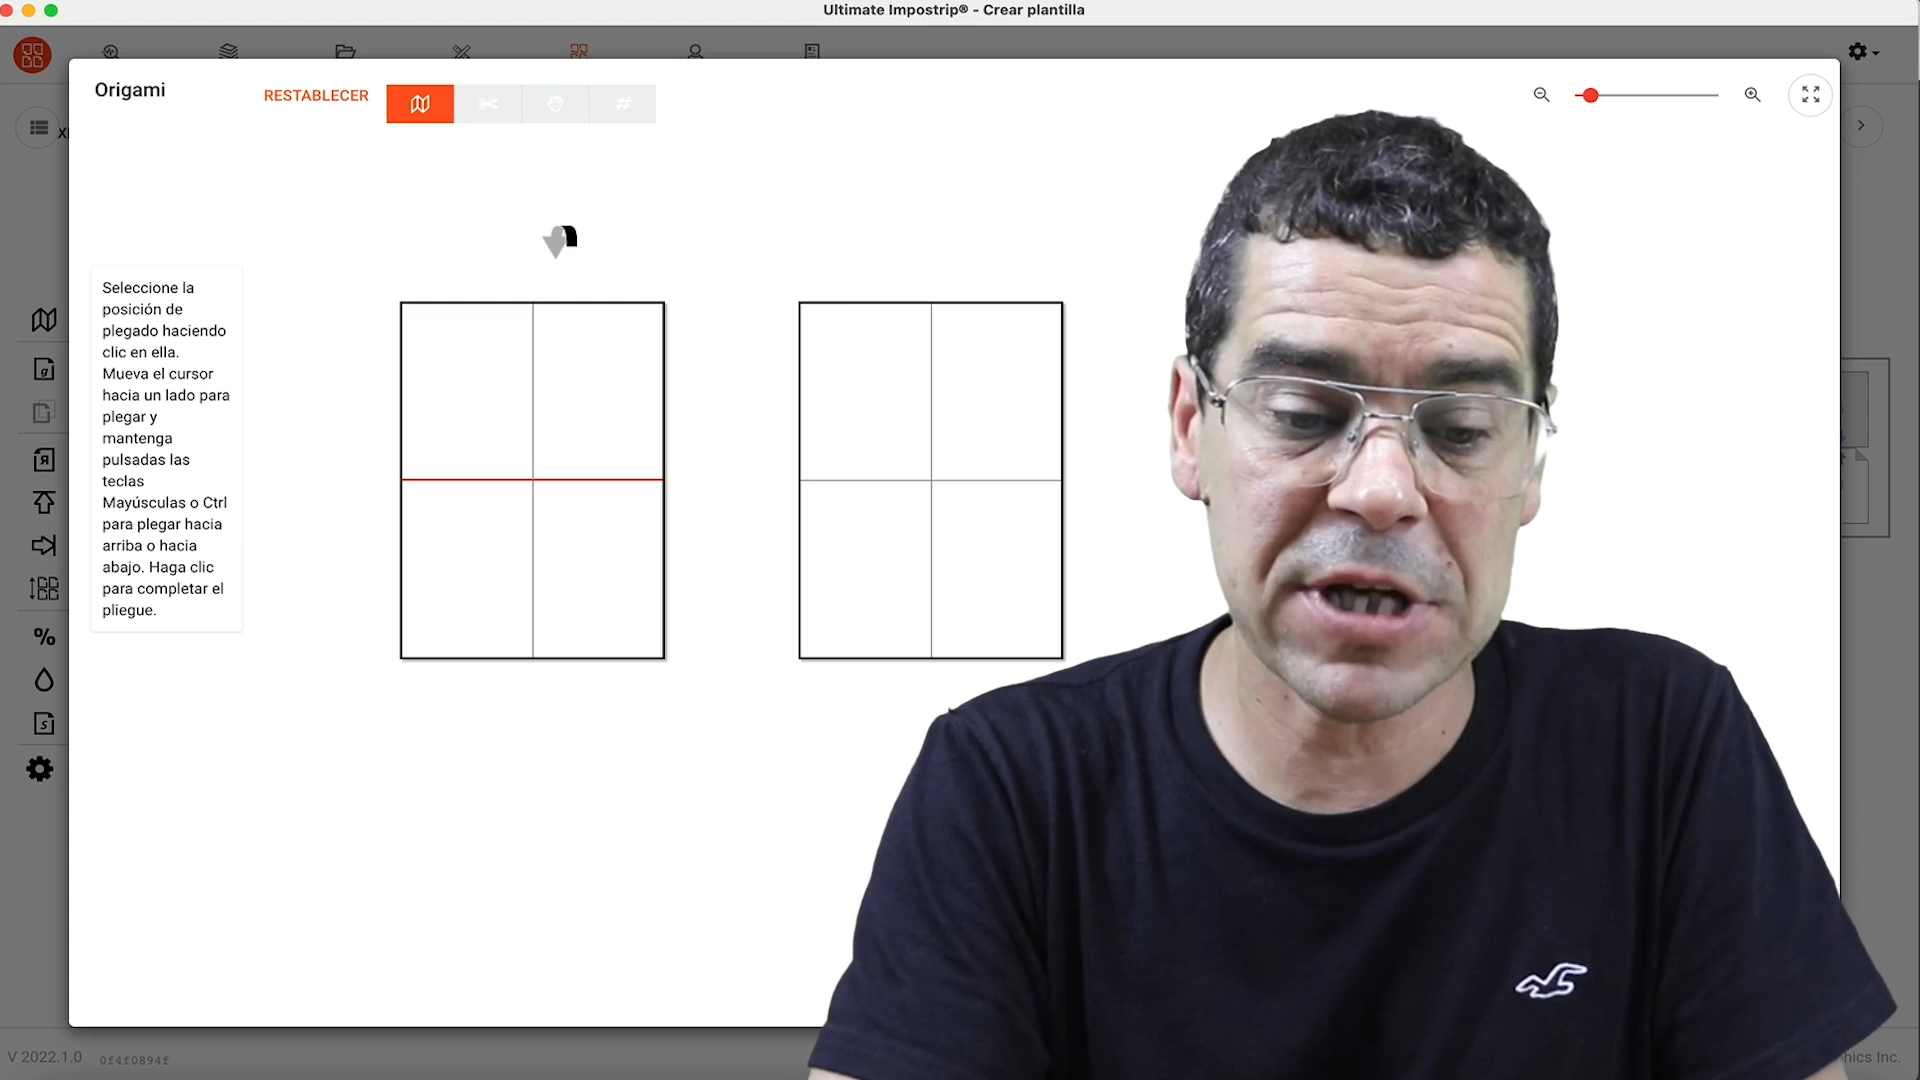 Ultimate Impostrip® - Crear plantilla
Origami
RESTABLECER
Seleccione la
posición de
plegado haciendo
clic en ella.
Mueva el cursor
hacia un lado para
plegar y
mantenga
pulsadas las
teclas
Mayúsculas o Ctrl
para plegar hacia
arriba o hacia
abajo. Haga clic
para completar el
pliegue.
%
V 2022.1.0
0f4f0894f
Inc.